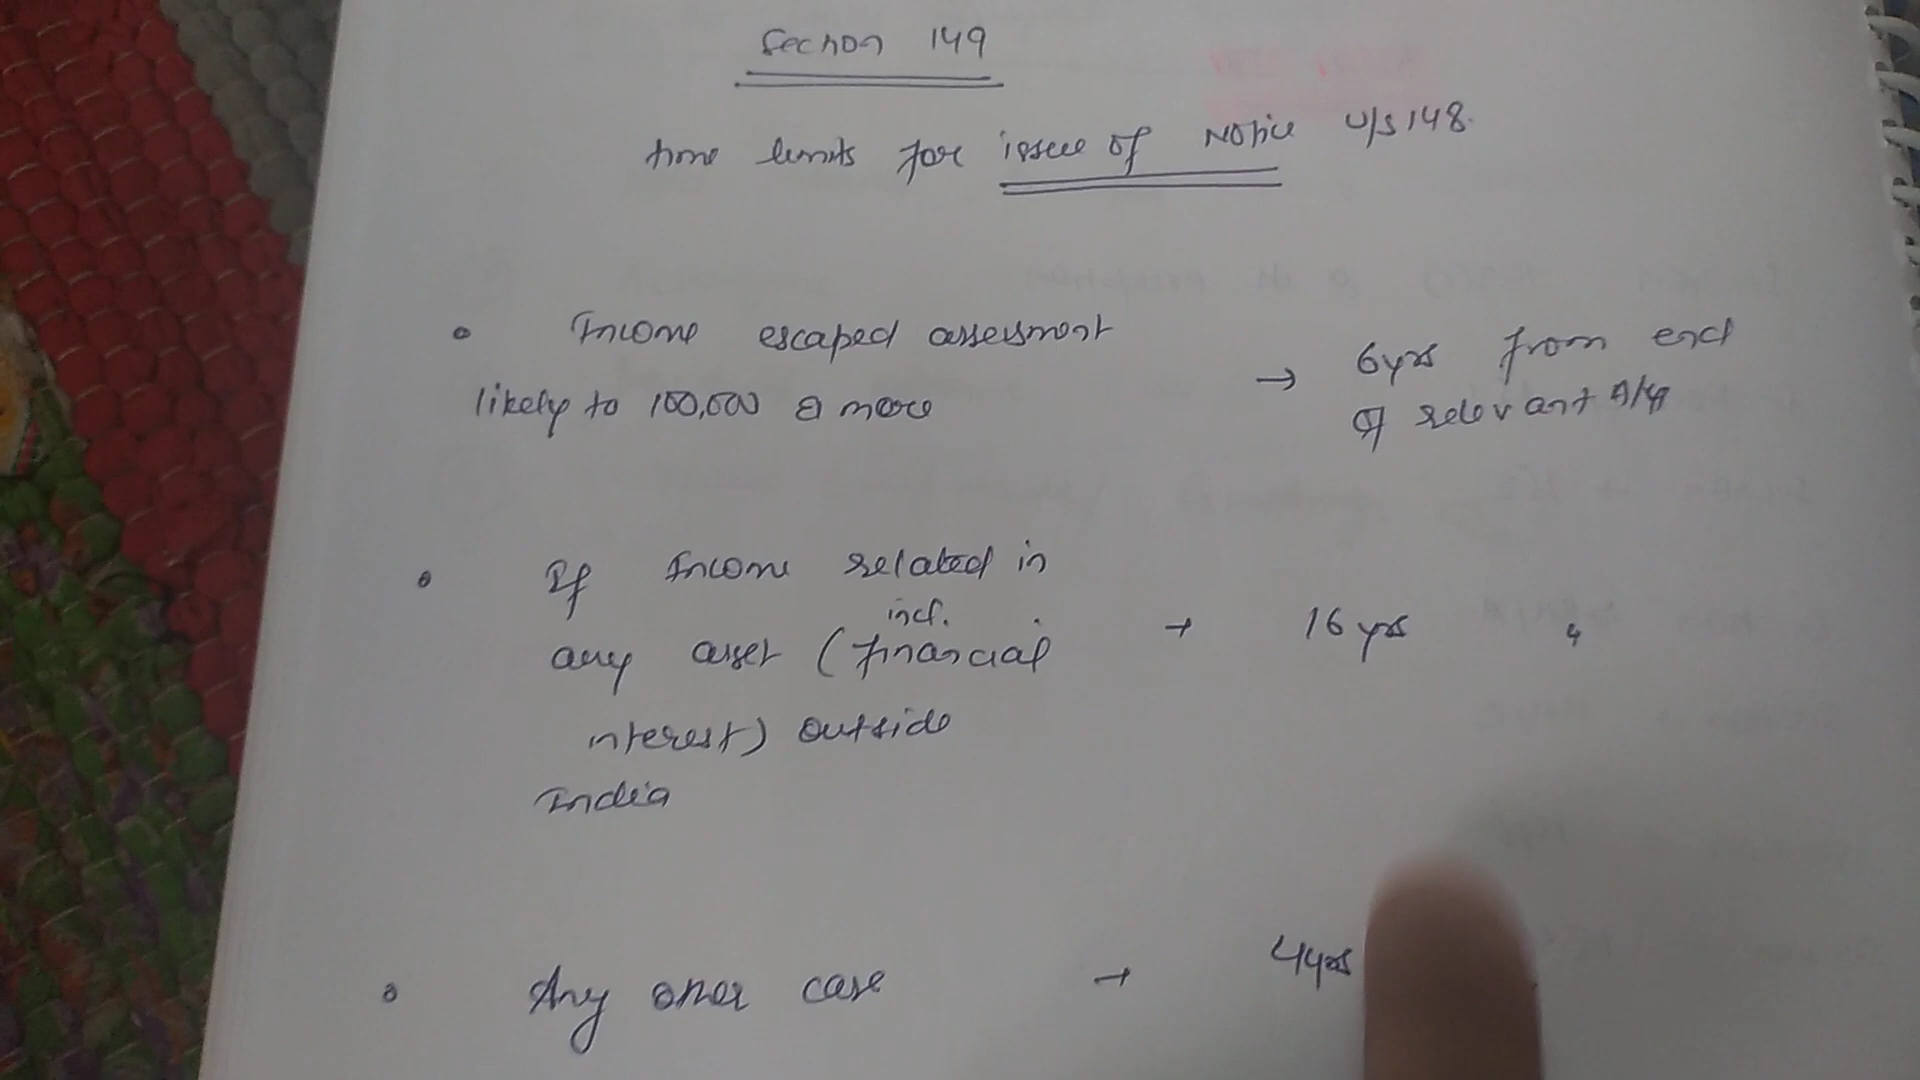 Section 149
time limits for issue of Notice u/s 148.
• Income escaped assessment
likely to 100,000 & more → 6yrs from end
of relevant A/Y
• If Income related in
incl.
any asset (financial → 16 yrs "
interest) outside
India
• Any other case → 4yrs